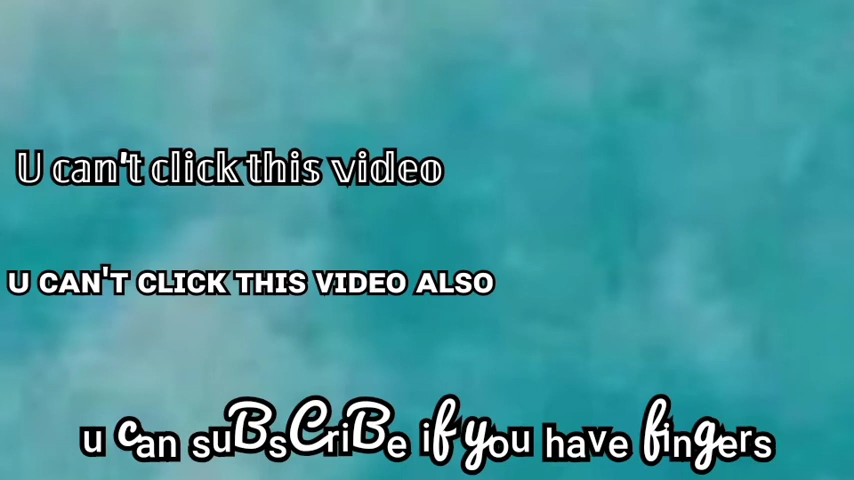 U can't click this video
U CAN'T CLICK THIS VIDEO ALSO
u can suBsCriBe if you have fingers